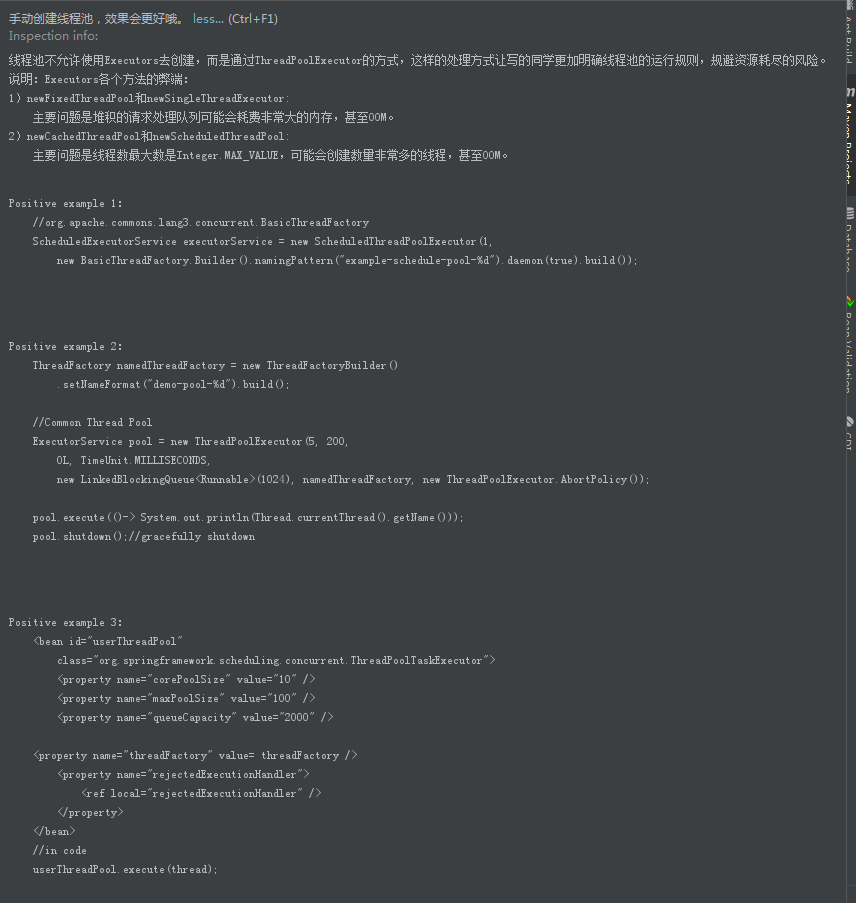 手动创建线程池，效果会更好哦。 less... (Ctrl+F1)
Inspection info:
线程池不允许使用Executors去创建，而是通过ThreadPoolExecutor的方式，这样的处理方式让写的同学更加明确线程池的运行规则，规避资源耗尽的风险。
说明：Executors各个方法的弊端：
1）newFixedThreadPool和newSingleThreadExecutor:
主要问题是堆积的请求处理队列可能会耗费非常大的内存，甚至OOM。
2）newCachedThreadPool和newScheduledThreadPool:
主要问题是线程数最大数是Integer.MAX_VALUE，可能会创建数量非常多的线程，甚至OOM。
Positive example 1:
//org.apache.commons.lang3.concurrent.BasicThreadFactory
ScheduledExecutorService executorService = new ScheduledThreadPoolExecutor(1,
new BasicThreadFactory.Builder().namingPattern("example-schedule-pool-%d").daemon(true).build());
Positive example 2:
ThreadFactory namedThreadFactory = new ThreadFactoryBuilder()
.setNameFormat("demo-pool-%d").build();
//Common Thread Pool
ExecutorService pool = new ThreadPoolExecutor(5, 200,
0L, TimeUnit.MILLISECONDS,
new LinkedBlockingQueue<Runnable>(1024), namedThreadFactory, new ThreadPoolExecutor.AbortPolicy());
pool.execute(()-> System.out.println(Thread.currentThread().getName()));
pool.shutdown();//gracefully shutdown
Positive example 3:
<bean id="userThreadPool"
class="org.springframework.scheduling.concurrent.ThreadPoolTaskExecutor">
<property name="corePoolSize" value="10" />
<property name="maxPoolSize" value="100" />
<property name="queueCapacity" value="2000" />
<property name="threadFactory" value= threadFactory />
<property name="rejectedExecutionHandler">
<ref local="rejectedExecutionHandler" />
</property>
</bean>
//in code
userThreadPool.execute(thread);